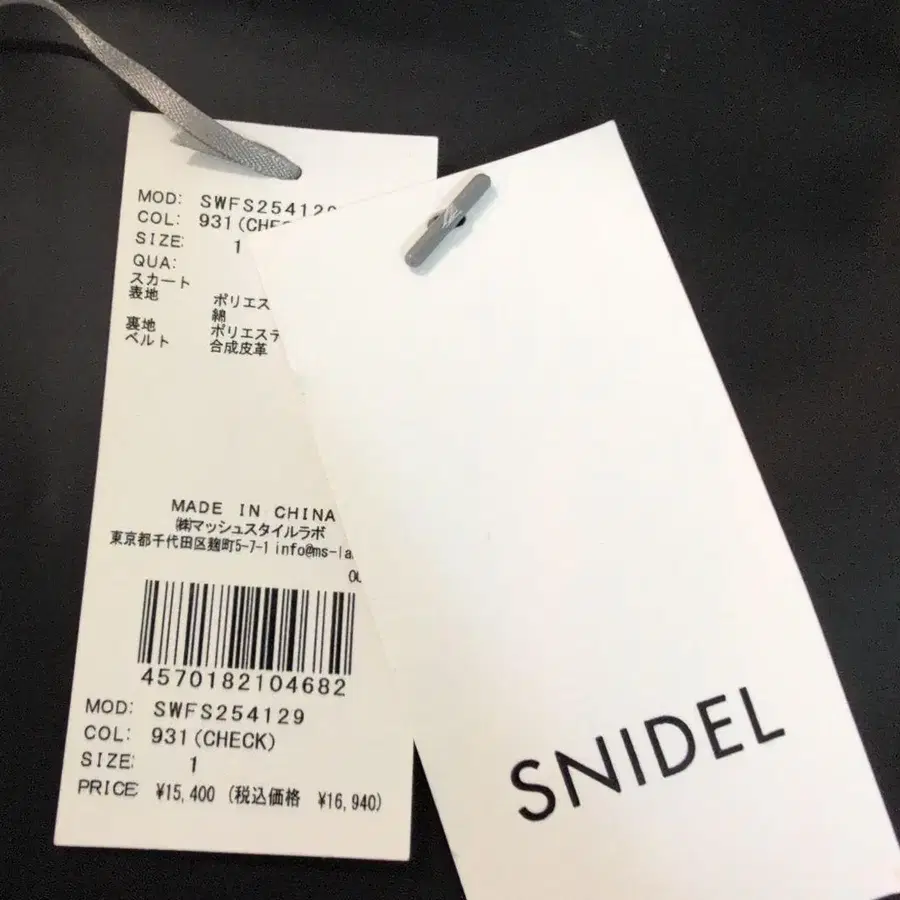 MOD: SWFS254129
COL: 931(CHEC
SIZE: 1
QUA:
スカート
表地 ポリエス
綿
裏地 ポリエステ
ベルト 合成皮革
MADE IN CHINA
㈱マッシュスタイルラボ
東京都千代田区麹町5-7-1 info@ms-la
OU
4570182104682
MOD: SWFS254129
COL: 931(CHECK)
SIZE: 1
PRICE: ¥15,400 (税込価格 ¥16,940)
SNIDEL